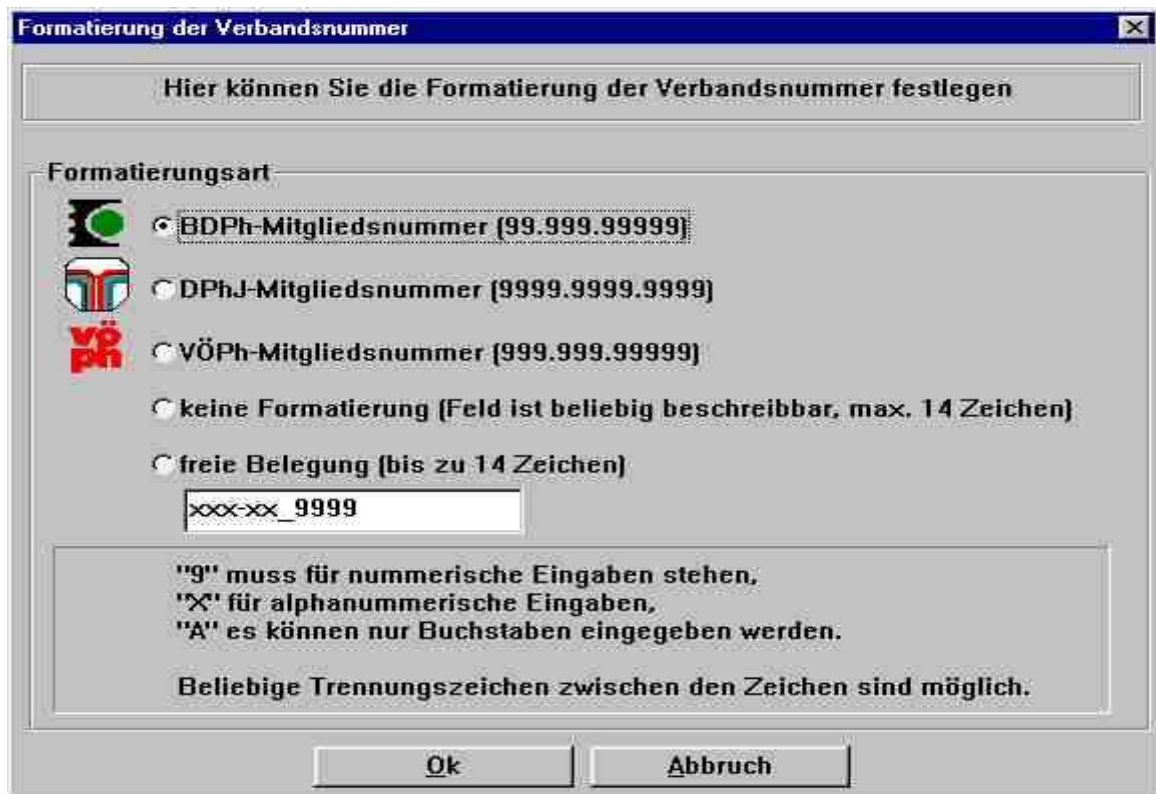 Formatierung der Verbandsnummer
Hier können Sie die Formatierung der Verbandsnummer festlegen
Formatierungsart
BDPh-Mitgliedsnummer (99.999.99999)
DPhJ-Mitgliedsnummer (9999.9999.9999)
vöph
VÖPh-Mitgliedsnummer (999.999.99999)
keine Formatierung (Feld ist beliebig beschreibbar, max. 14 Zeichen)
freie Belegung (bis zu 14 Zeichen)
xxx-xx_9999
"9" muss für nummerische Eingaben stehen,
"X" für alphanummerische Eingaben,
"A" es können nur Buchstaben eingegeben werden.
Beliebige Trennungszeichen zwischen den Zeichen sind möglich.
Ok
Abbruch